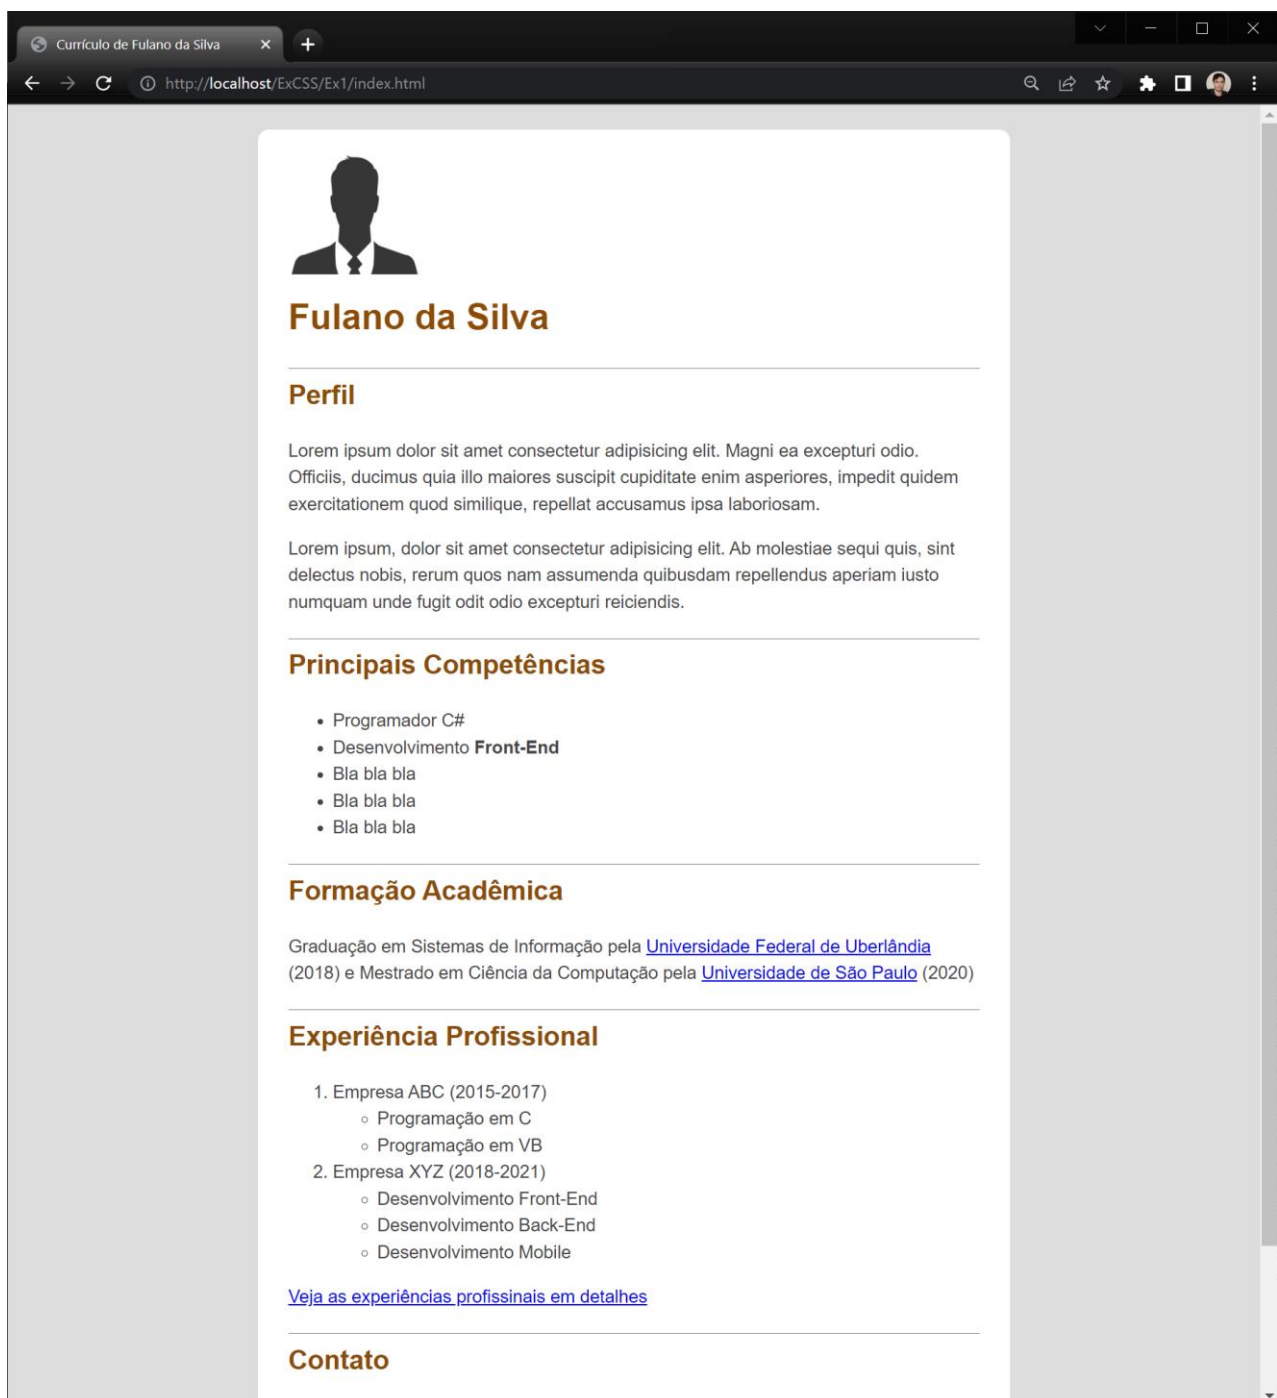 Currículo de Fulano da Silva
http://localhost/ExCSS/Ex1/index.html
Fulano da Silva
Perfil
Lorem ipsum dolor sit amet consectetur adipisicing elit. Magni ea excepturi odio.
Officiis, ducimus quia illo maiores suscipit cupiditate enim asperiores, impedit quidem
exercitationem quod similique, repellat accusamus ipsa laboriosam.
Lorem ipsum, dolor sit amet consectetur adipisicing elit. Ab molestiae sequi quis, sint
delectus nobis, rerum quos nam assumenda quibusdam repellendus aperiam iusto
numquam unde fugit odit odio excepturi reiciendis.
Principais Competências
• Programador C#
• Desenvolvimento Front-End
• Bla bla bla
• Bla bla bla
• Bla bla bla
Formação Acadêmica
Graduação em Sistemas de Informação pela Universidade Federal de Uberlândia
(2018) e Mestrado em Ciência da Computação pela Universidade de São Paulo (2020)
Experiência Profissional
1. Empresa ABC (2015-2017)
◦ Programação em C
◦ Programação em VB
2. Empresa XYZ (2018-2021)
◦ Desenvolvimento Front-End
◦ Desenvolvimento Back-End
◦ Desenvolvimento Mobile
Veja as experiências profissinais em detalhes
Contato